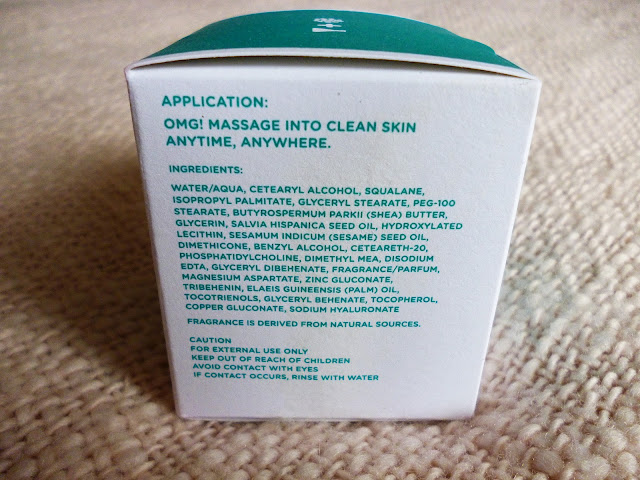 APPLICATION:
OMG! MASSAGE INTO CLEAN SKIN
ANYTIME, ANYWHERE.
INGREDIENTS:
WATER/AQUA, CETEARYL ALCOHOL, SQUALANE,
ISOPROPYL PALMITATE, GLYCERYL STEARATE, PEG-100
STEARATE, BUTYROSPERMUM PARKII (SHEA) BUTTER,
GLYCERIN, SALVIA HISPANICA SEED OIL, HYDROXYLATED
LECITHIN, SESAMUM INDICUM (SESAME) SEED OIL,
DIMETHICONE, BENZYL ALCOHOL, CETEARETH-20,
PHOSPHATIDYLCHOLINE, DIMETHYL MEA, DISODIUM
EDTA, GLYCERYL DIBEHENATE, FRAGRANCE/PARFUM,
MAGNESIUM ASPARTATE, ZINC GLUCONATE,
TRIBEHENIN, ELAEIS GUINEENSIS (PALM) OIL,
TOCOTRIENOLS, GLYCERYL BEHENATE, TOCOPHEROL,
COPPER GLUCONATE, SODIUM HYALURONATE
FRAGRANCE IS DERIVED FROM NATURAL SOURCES.
CAUTION
FOR EXTERNAL USE ONLY
KEEP OUT OF REACH OF CHILDREN
AVOID CONTACT WITH EYES
IF CONTACT OCCURS, RINSE WITH WATER